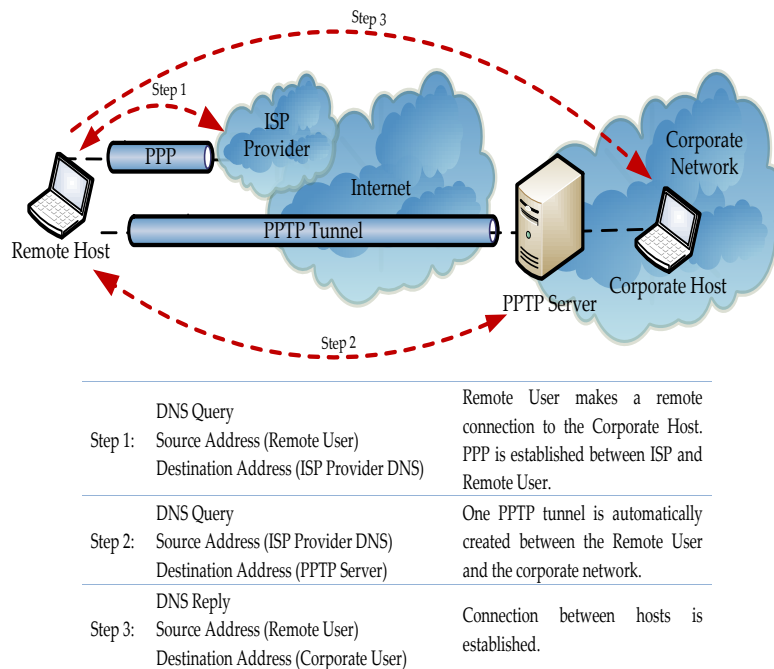 Step 3
Step 1
ISP
Provider
PPP
Internet
Corporate
Network
PPTP Tunnel
Remote Host
PPTP Server
Corporate Host
Step 2
Step 1:
DNS Query
Source Address (Remote User)
Destination Address (ISP Provider DNS)
Remote User makes a remote
connection to the Corporate Host.
PPP is established between ISP and
Remote User.
Step 2:
DNS Query
Source Address (ISP Provider DNS)
Destination Address (PPTP Server)
One PPTP tunnel is automatically
created between the Remote User
and the corporate network.
Step 3:
DNS Reply
Source Address (Remote User)
Destination Address (Corporate User)
Connection between hosts is
established.